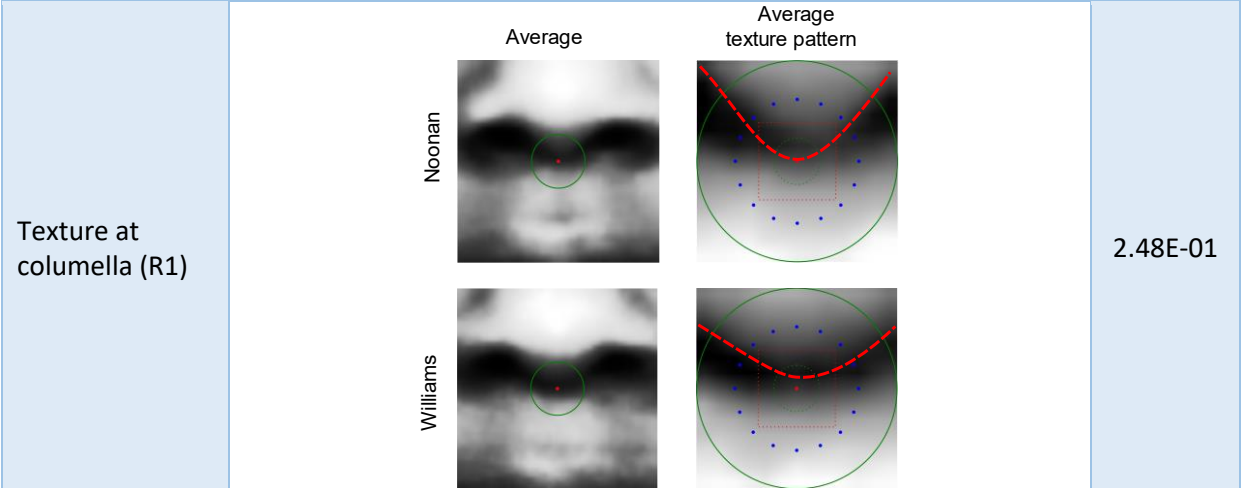 Texture at
columella (R1)
Average
Average
texture pattern
Noonan
Williams
2.48E-01